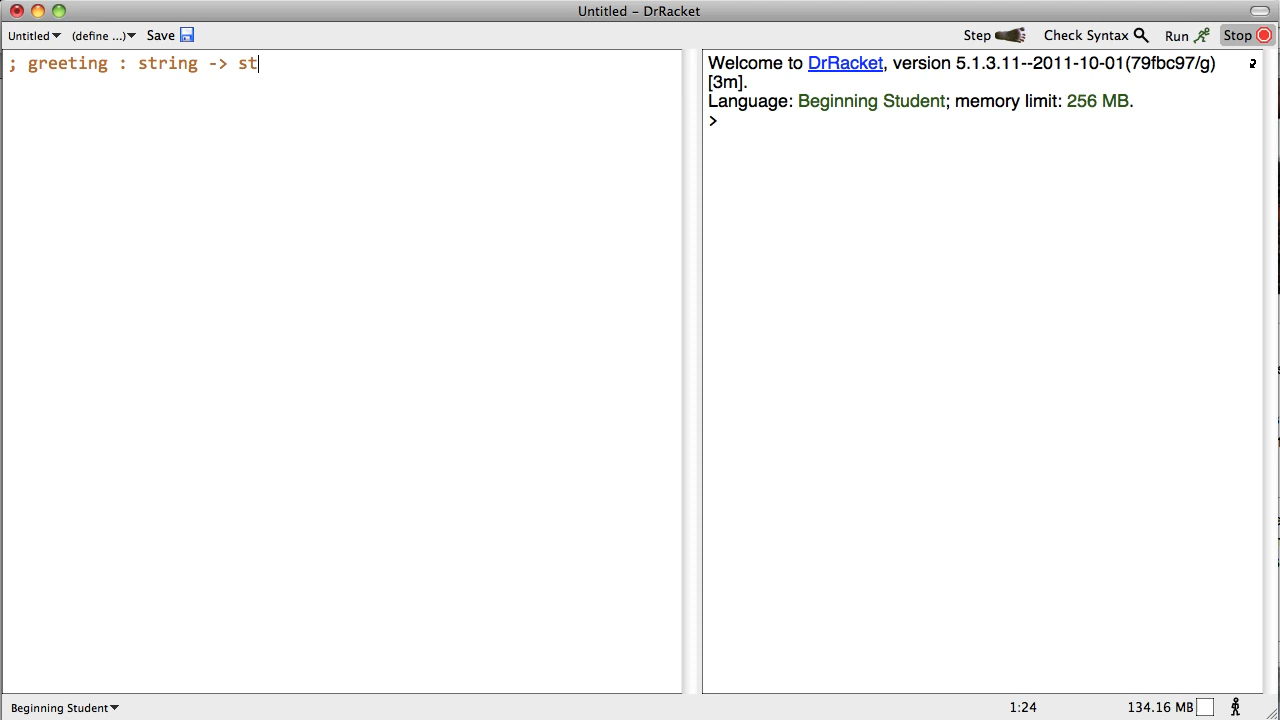 Untitled – DrRacket
Untitled (define ...) Save Step Check Syntax Run Stop
; greeting : string -> st
Welcome to DrRacket, version 5.1.3.11--2011-10-01(79fbc97/g)
[3m].
Language: Beginning Student; memory limit: 256 MB.
>
Beginning Student 1:24 134.16 MB